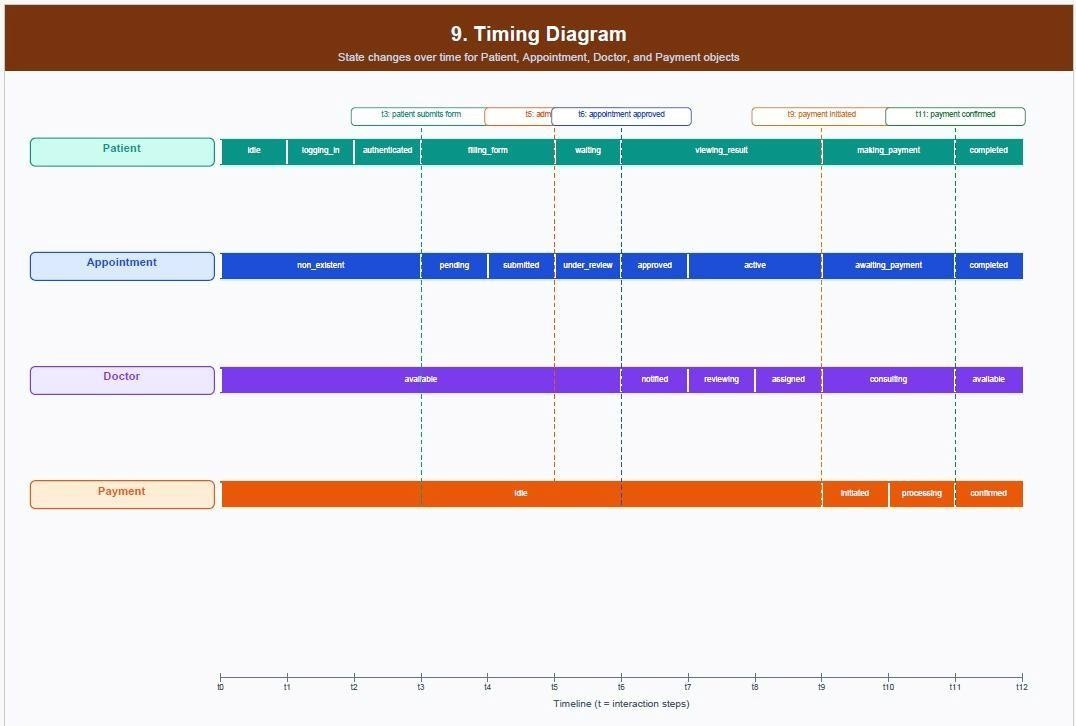 9. Timing Diagram
State changes over time for Patient, Appointment, Doctor, and Payment objects
t3: patient submits form
t5: adm
t6: appointment approved
t9: payment initiated
t11: payment confirmed
Patient
idle
logging_in
authenticated
filling_form
waiting
viewing_result
making_payment
completed
Appointment
non_existent
pending
submitted
under_review
approved
active
awaiting_payment
completed
Doctor
available
notified
reviewing
assigned
consulting
available
Payment
idle
initiated
processing
confirmed
t0 t1 t2 t3 t4 t5 t6 t7 t8 t9 t10 t11 t12
Timeline (t = interaction steps)